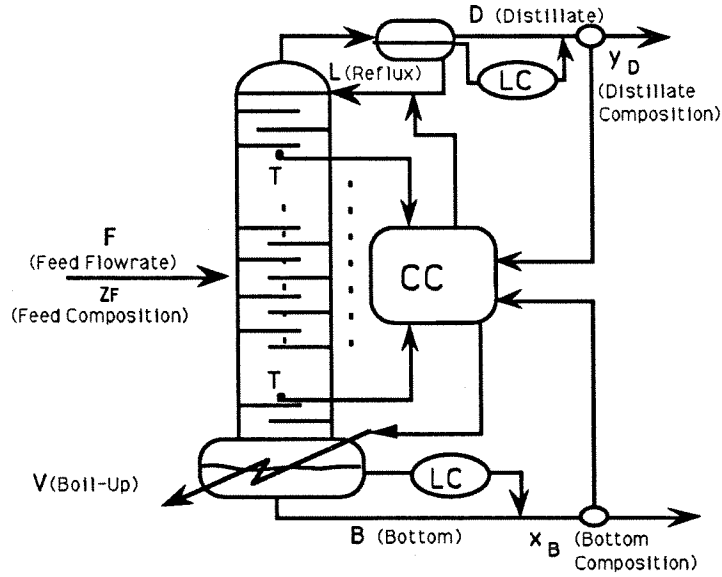 D (Distillate)
L (Reflux)
LC
y D
(Distillate
Composition)
T
F
(Feed Flowrate)
ZF
(Feed Composition)
CC
T
V (Boil-Up)
LC
B (Bottom)
x B (Bottom
Composition)